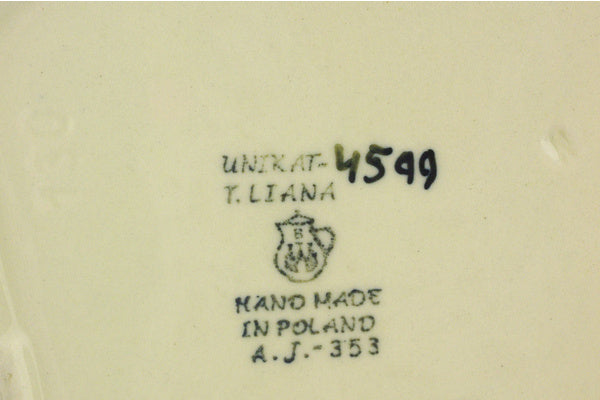 UNIKAT-4599
T. LIANA
B
HAND MADE
IN POLAND
A.J.-353